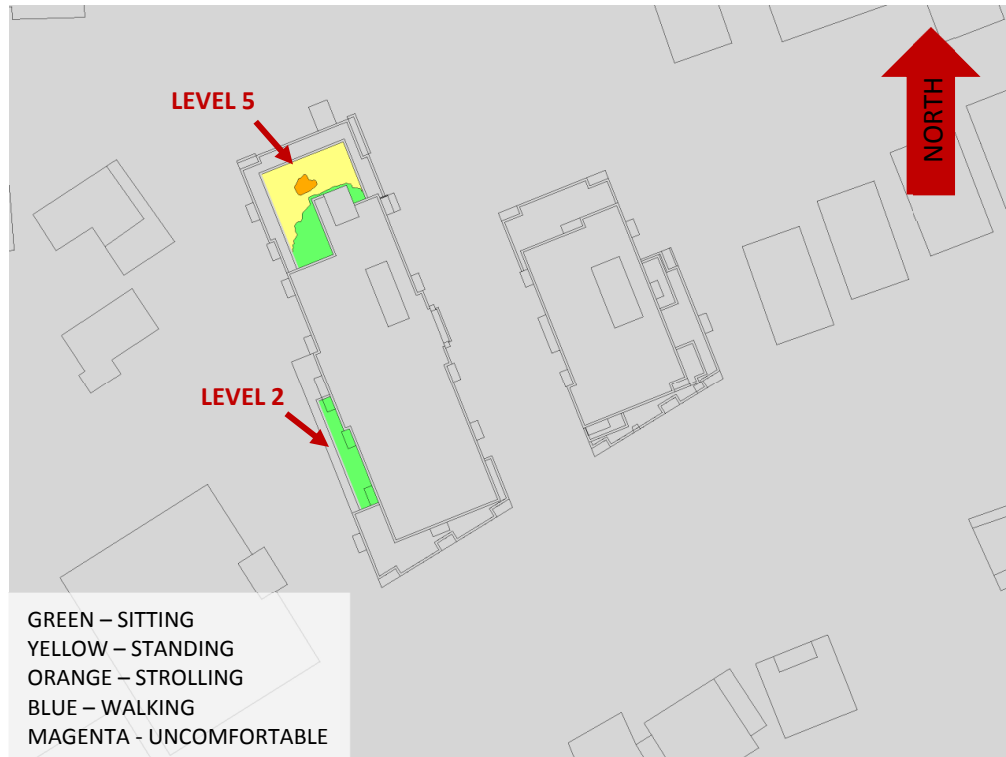 LEVEL 5
NORTH
LEVEL 2
GREEN – SITTING
YELLOW – STANDING
ORANGE – STROLLING
BLUE – WALKING
MAGENTA - UNCOMFORTABLE